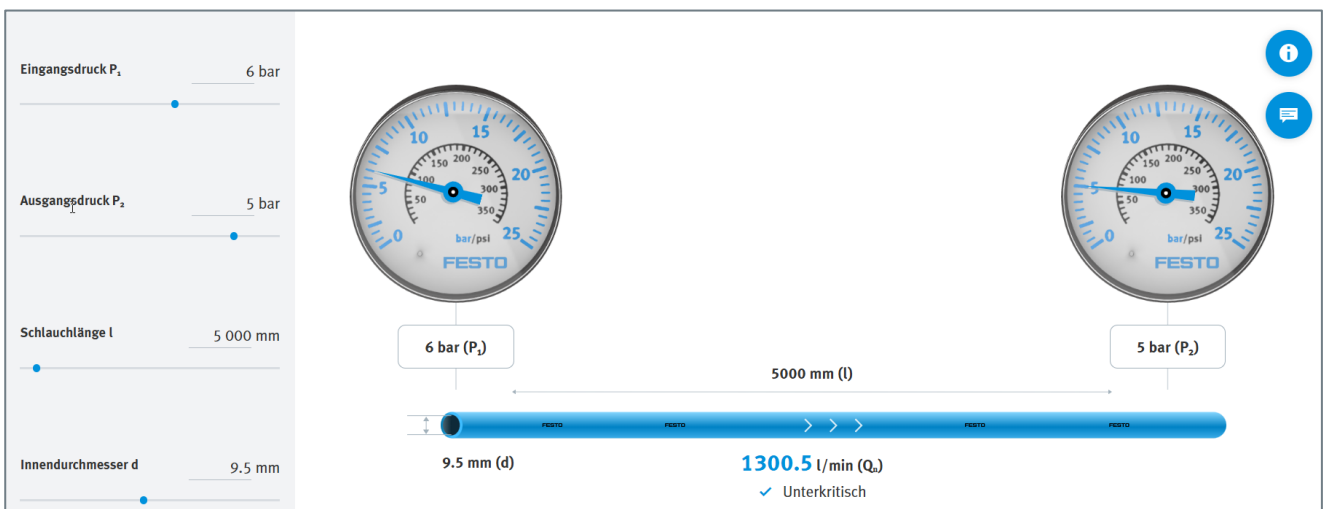 Eingangsdruck P₁
6 bar
Ausgangsdruck P₂
5 bar
Schlauchlänge l
5 000 mm
Innendurchmesser d
9.5 mm
0
5
10
15
20
25
50
100
150
200
250
300
350
bar/psi
FESTO
0
5
10
15
20
25
50
100
150
200
250
300
350
bar/psi
FESTO
6 bar (P₁)
5 bar (P₂)
5000 mm (l)
FESTO FESTO FESTO FESTO
9.5 mm (d)
1300.5 l/min (Qₙ)
Unterkritisch